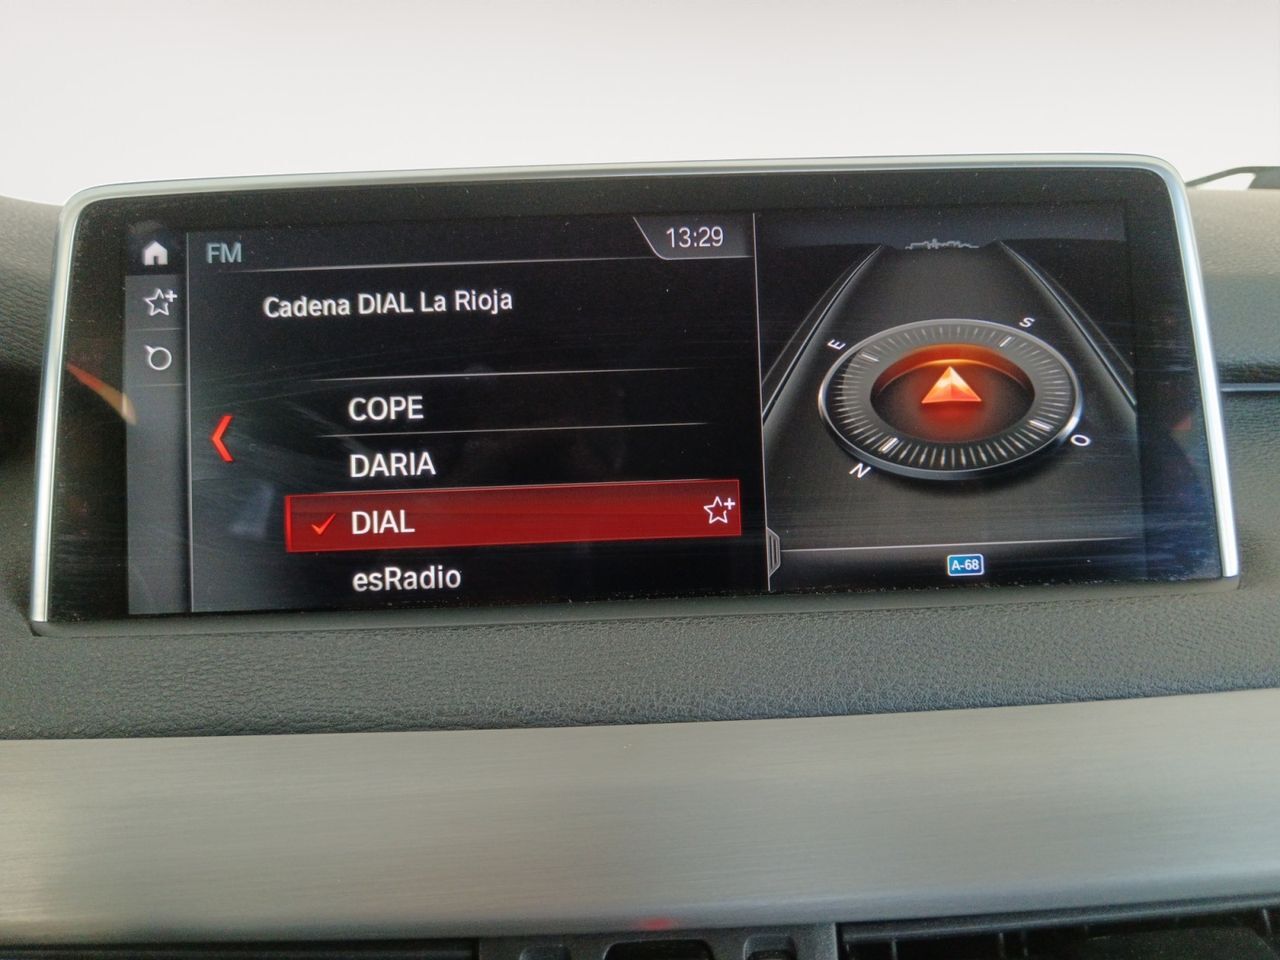 FM
13:29
Cadena DIAL La Rioja
COPE
DARIA
DIAL
esRadio
E
S
N
O
A-68